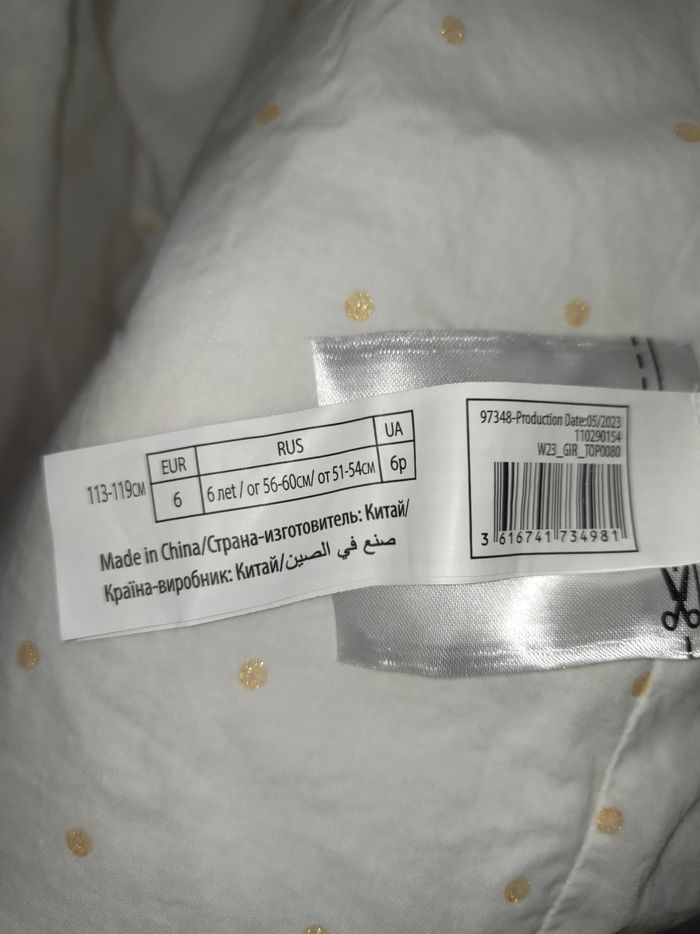 113-119см
EUR RUS UA
6 6 лет/ ог 56-60см/ от 51-54см 6р
Made in China/Страна-изготовитель: Китай/
Країна-виробник: Китай/صنع في الصين
97348-Production Date:05/2023
110290154
W23_GIR_TOP0080
3 616741 734981